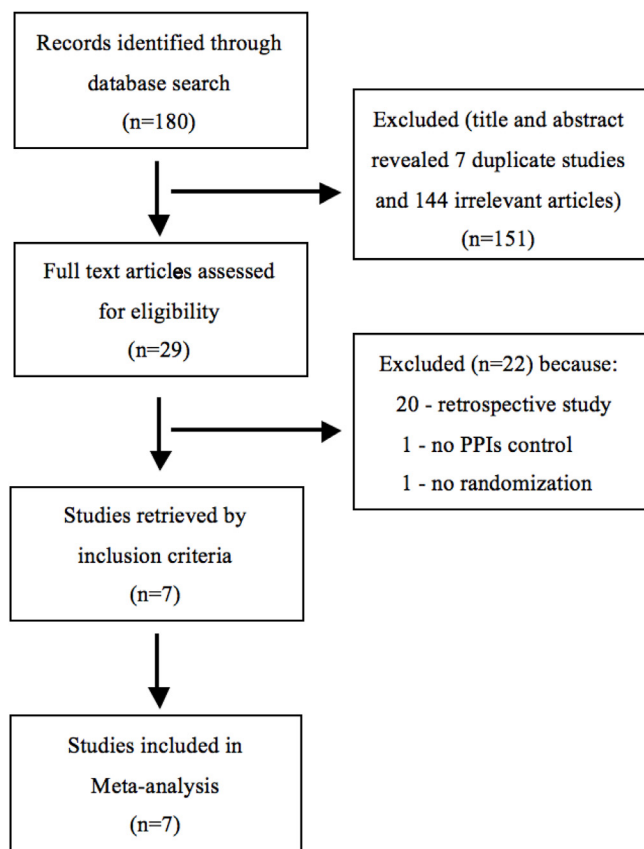 Records identified through
database search
(n=180)
Excluded (title and abstract
revealed 7 duplicate studies
and 144 irrelevant articles)
(n=151)
Full text articles assessed
for eligibility
(n=29)
Excluded (n=22) because:
20 - retrospective study
1 - no PPIs control
1 - no randomization
Studies retrieved by
inclusion criteria
(n=7)
Studies included in
Meta-analysis
(n=7)